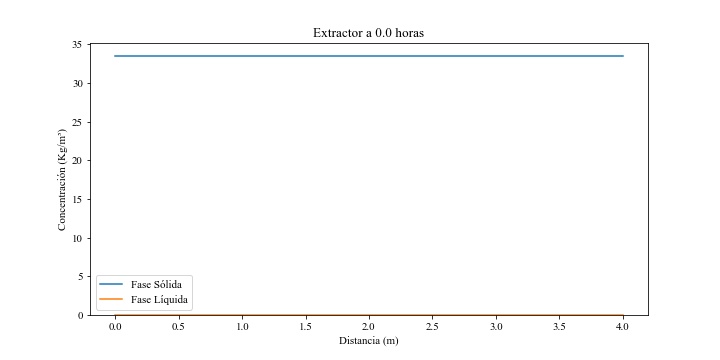 Extractor a 0.0 horas
Concentración (Kg/m³)
35
30
25
20
15
10
5
0
Fase Sólida
Fase Líquida
0.0 0.5 1.0 1.5 2.0 2.5 3.0 3.5 4.0
Distancia (m)